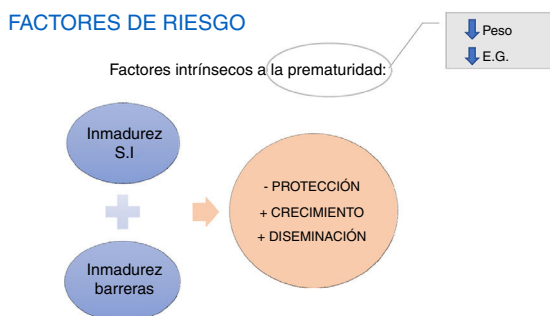 FACTORES DE RIESGO
Peso
E.G.
Factores intrínsecos a la prematuridad:
Inmadurez
S.I
- PROTECCIÓN
+ CRECIMIENTO
+ DISEMINACIÓN
Inmadurez
barreras